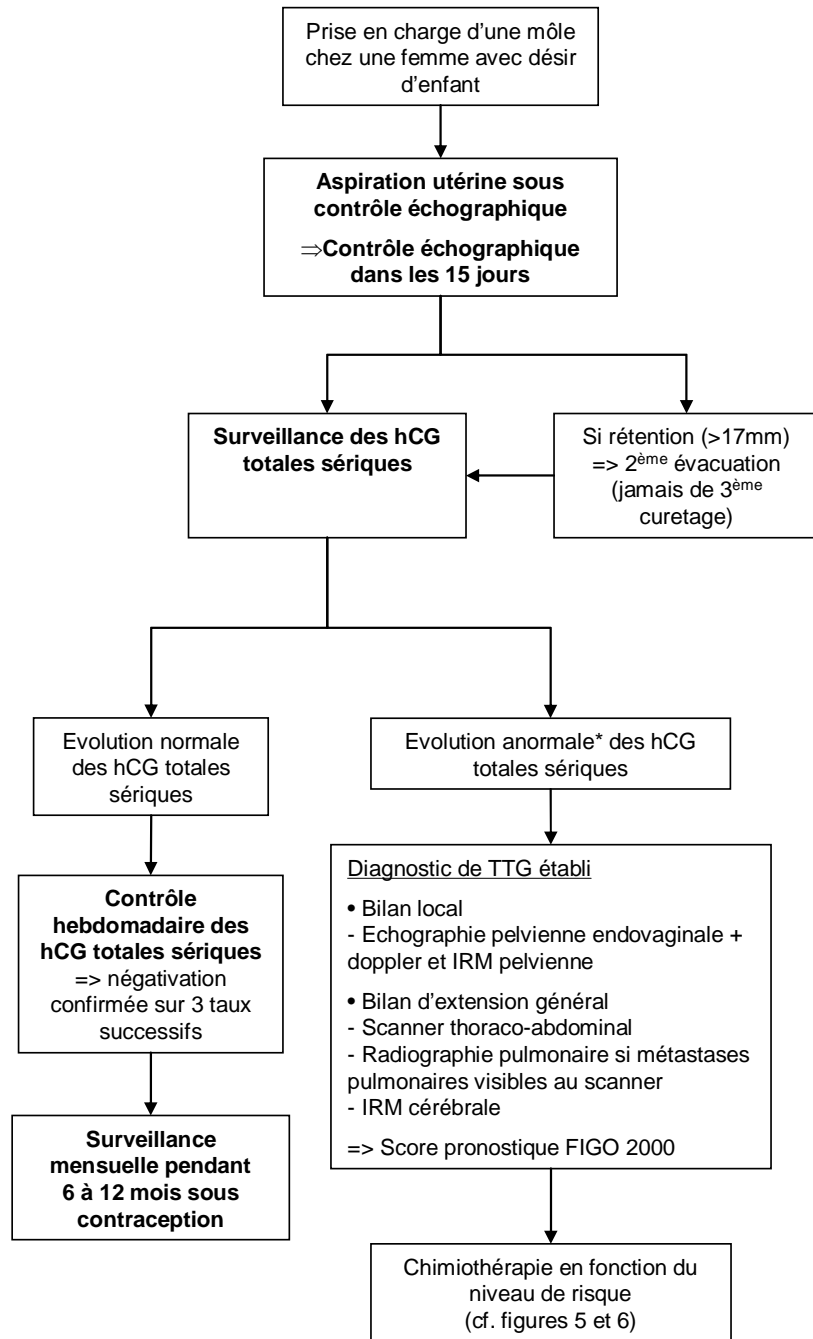 Prise en charge d'une môle
chez une femme avec désir
d'enfant
Aspiration utérine sous
contrôle échographique
⇒Contrôle échographique
dans les 15 jours
Surveillance des hCG
totales sériques
Si rétention (>17mm)
=> 2ème évacuation
(jamais de 3ème
curetage)
Evolution normale
des hCG totales
sériques
Evolution anormale* des hCG
totales sériques
Contrôle
hebdomadaire des
hCG totales sériques
=> négativation
confirmée sur 3 taux
successifs
Diagnostic de TTG établi
• Bilan local
- Echographie pelvienne endovaginale +
doppler et IRM pelvienne
• Bilan d'extension général
- Scanner thoraco-abdominal
- Radiographie pulmonaire si métastases
pulmonaires visibles au scanner
- IRM cérébrale
=> Score pronostique FIGO 2000
Surveillance
mensuelle pendant
6 à 12 mois sous
contraception
Chimiothérapie en fonction du
niveau de risque
(cf. figures 5 et 6)